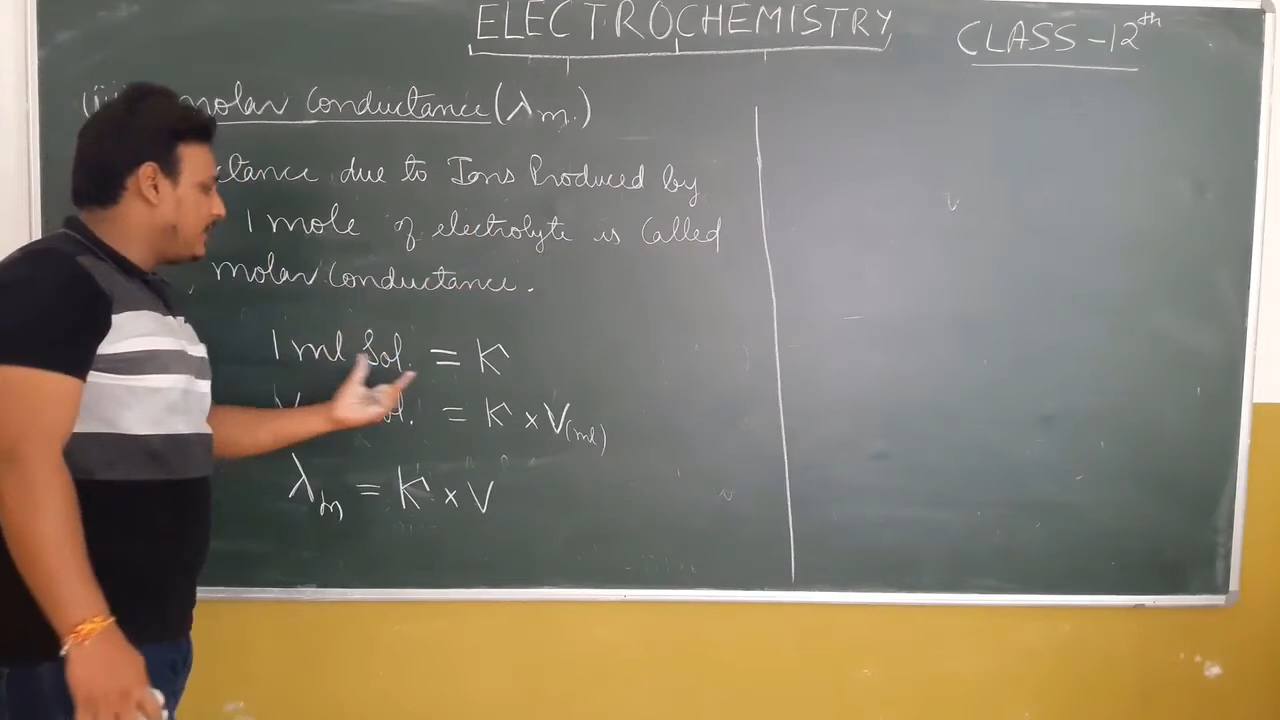 ELECTROCHEMISTRY
CLASS-12th
(iii) molar Conductance (λm.)
due to Ions Produced by
1 mole of electrolyte is Called
molar Conductance.
1 ml Sol. = K
= K × V(ml)
λm = K × V